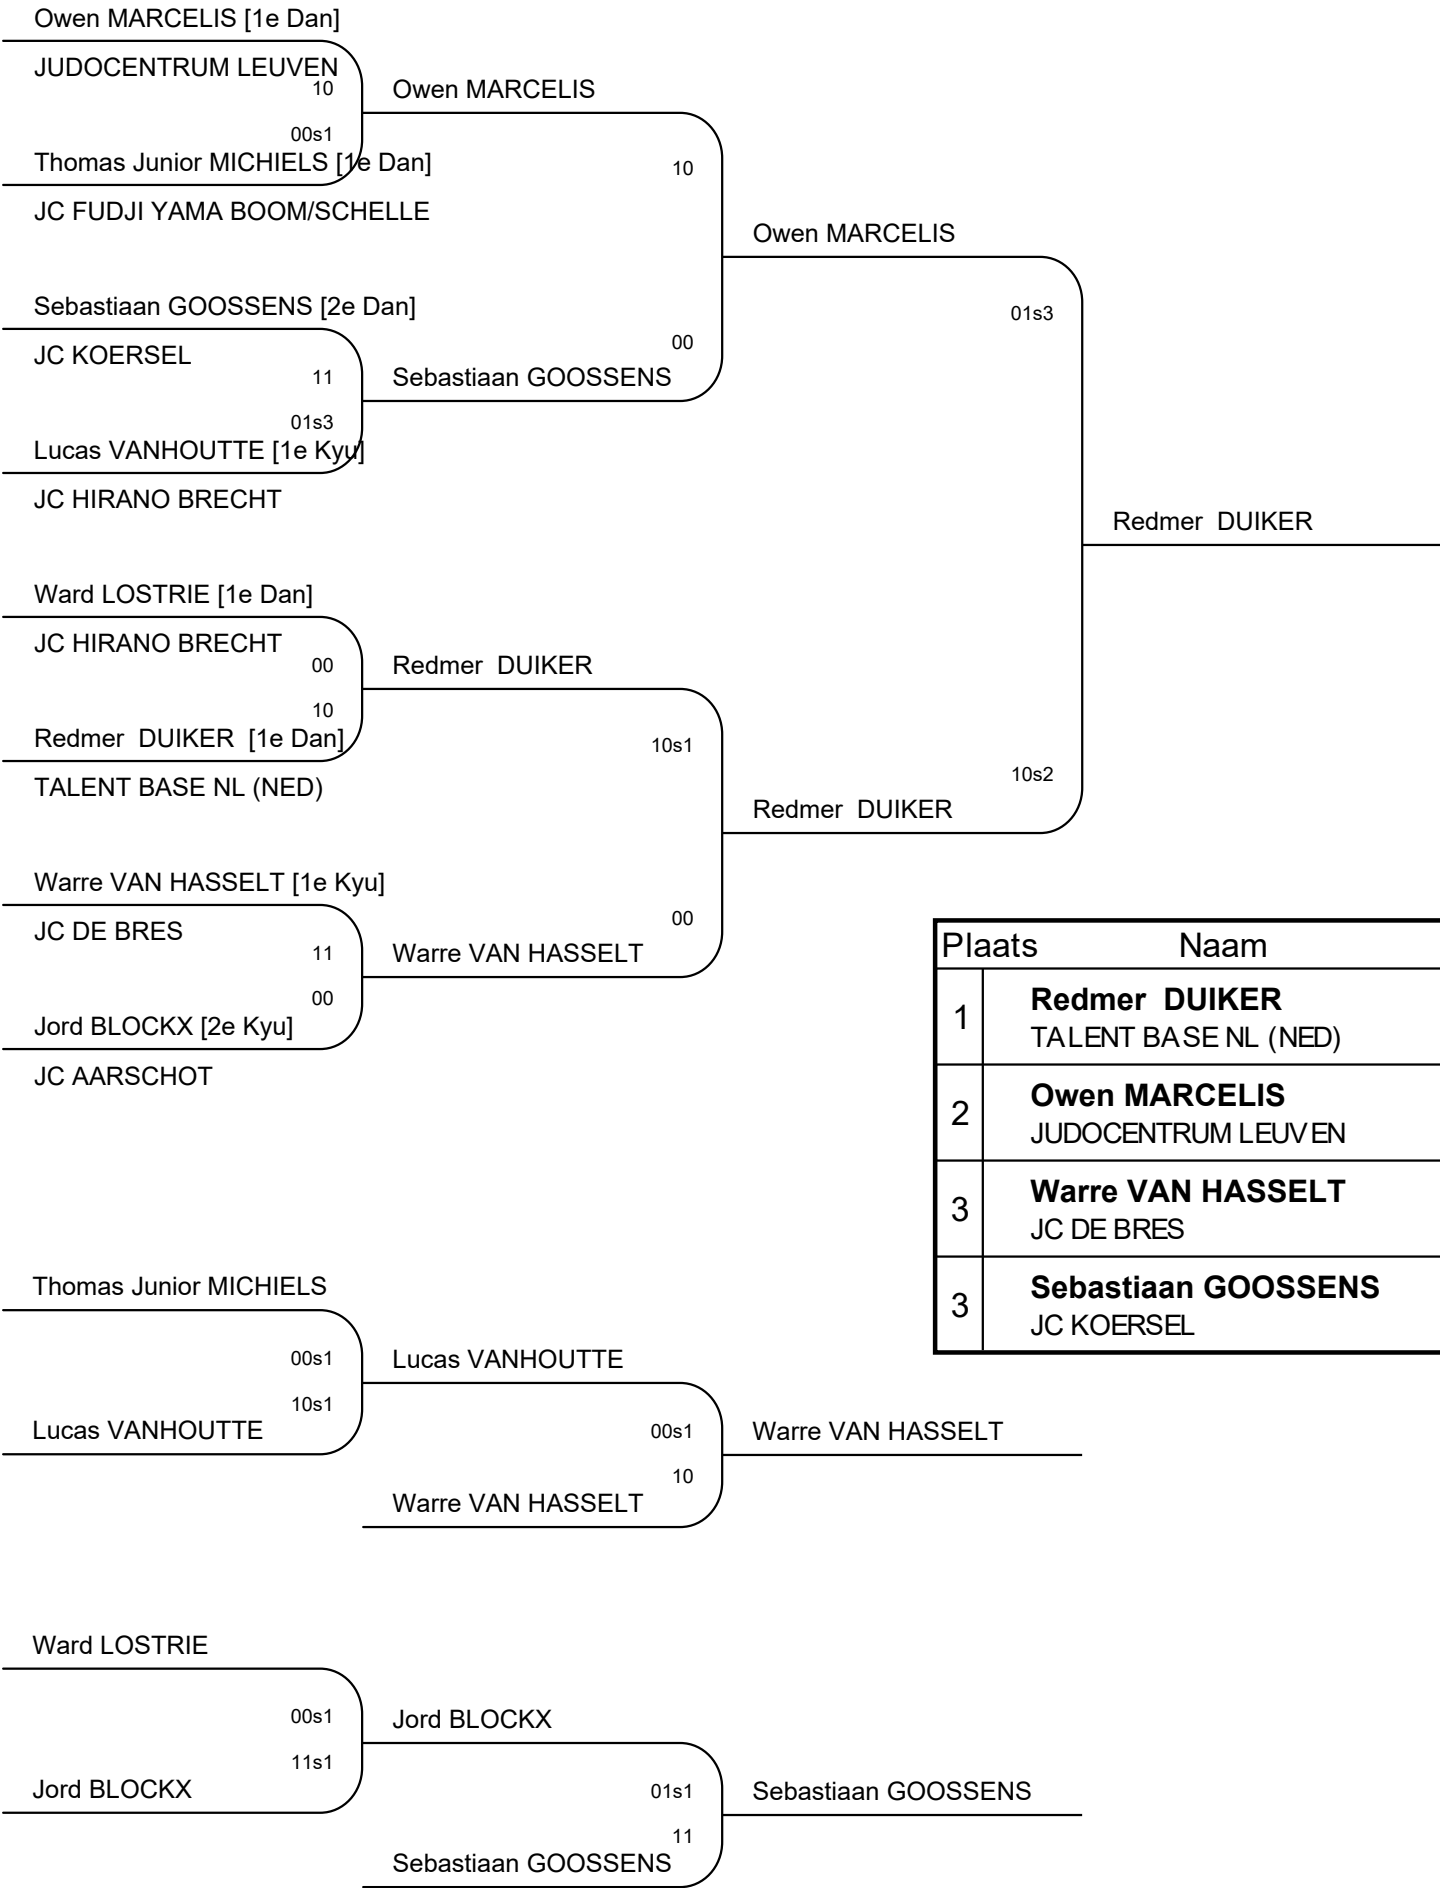 Owen MARCELIS [1e Dan]
JUDOCENTRUM LEUVEN
10
Owen MARCELIS
00s1
Thomas Junior MICHIELS [1e Dan]
10
JC FUDJI YAMA BOOM/SCHELLE
Owen MARCELIS
Sebastiaan GOOSSENS [2e Dan]
01s3
JC KOERSEL
00
11
Sebastiaan GOOSSENS
01s3
Lucas VANHOUTTE [1e Kyu]
JC HIRANO BRECHT
Redmer DUIKER
Ward LOSTRIE [1e Dan]
JC HIRANO BRECHT
00
Redmer DUIKER
10
Redmer DUIKER [1e Dan]
10s1
TALENT BASE NL (NED)
10s2
Redmer DUIKER
Warre VAN HASSELT [1e Kyu]
JC DE BRES
00
11
Warre VAN HASSELT
00
Jord BLOCKX [2e Kyu]
JC AARSCHOT
Plaats Naam
1 Redmer DUIKER
TALENT BASE NL (NED)
2 Owen MARCELIS
JUDOCENTRUM LEUVEN
3 Warre VAN HASSELT
JC DE BRES
3 Sebastiaan GOOSSENS
JC KOERSEL
Thomas Junior MICHIELS
00s1
Lucas VANHOUTTE
10s1
Lucas VANHOUTTE
00s1
Warre VAN HASSELT
10
Warre VAN HASSELT
Ward LOSTRIE
00s1
Jord BLOCKX
11s1
Jord BLOCKX
01s1
Sebastiaan GOOSSENS
11
Sebastiaan GOOSSENS